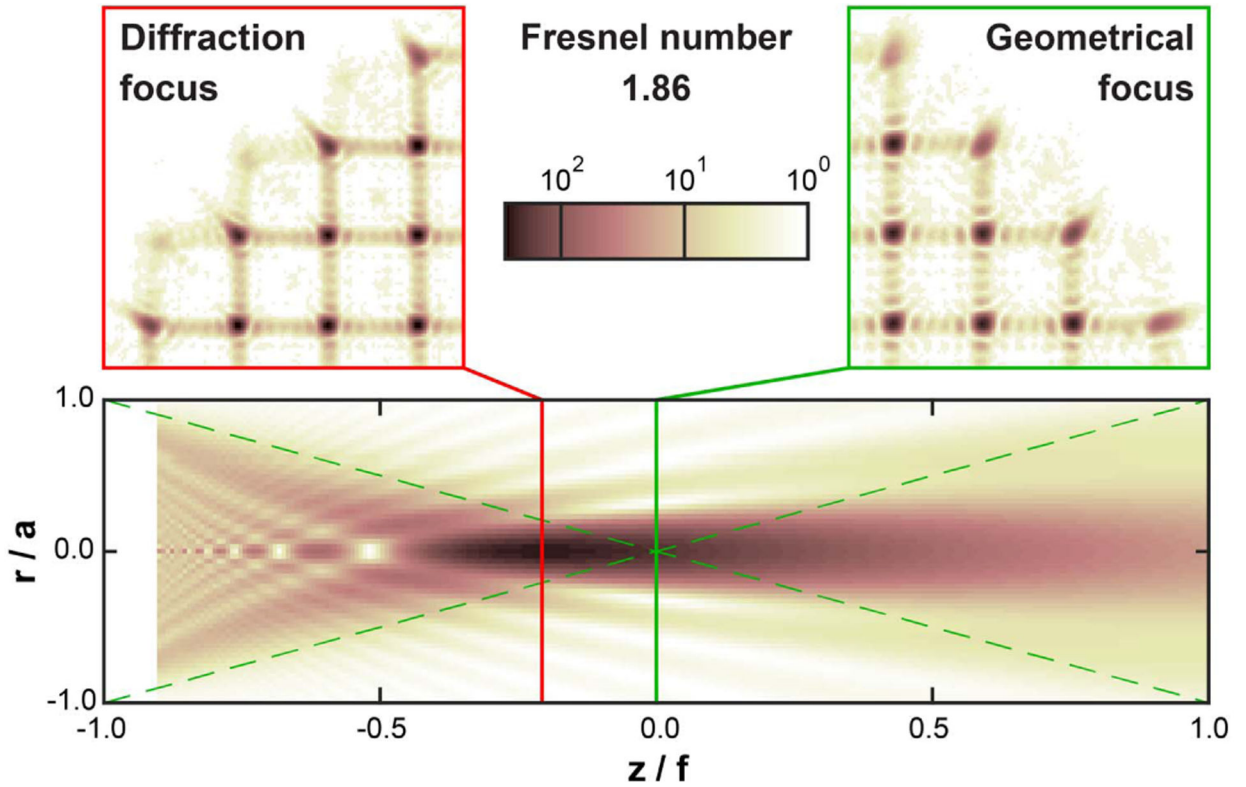 Diffraction
focus
Fresnel number
1.86
10² 10¹ 10⁰
Geometrical
focus
1.0
0.0
-1.0
r / a
-1.0 -0.5 0.0 0.5 1.0
z / f